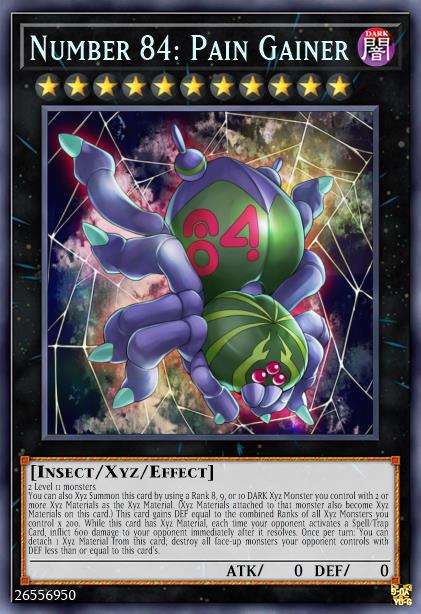 NUMBER 84: PAIN GAINER
DARK
闇
84
[INSECT/XYZ/EFFECT]
2 Level 11 monsters
You can also Xyz Summon this card by using a Rank 8, 9, or 10 DARK Xyz Monster you control with 2 or
more Xyz Materials as the Xyz Material. (Xyz Materials attached to that monster also become Xyz
Materials on this card.) This card gains DEF equal to the combined Ranks of all Xyz Monsters you
control x 200. While this card has Xyz Material, each time your opponent activates a Spell/Trap
Card, inflict 600 damage to your opponent immediately after it resolves. Once per turn: You can
detach 1 Xyz Material from this card; destroy all face-up monsters your opponent controls with
DEF less than or equal to this card's.
ATK/ 0 DEF/ 0
26556950